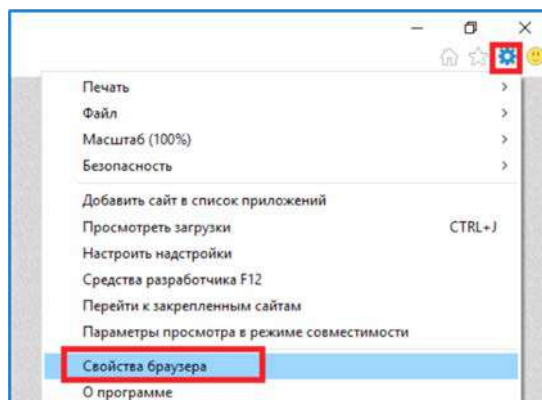 Печать
Файл
Масштаб (100%)
Безопасность
Добавить сайт в список приложений
Просмотреть загрузки CTRL+J
Настроить надстройки
Средства разработчика F12
Перейти к закрепленным сайтам
Параметры просмотра в режиме совместимости
Свойства браузера
О программе